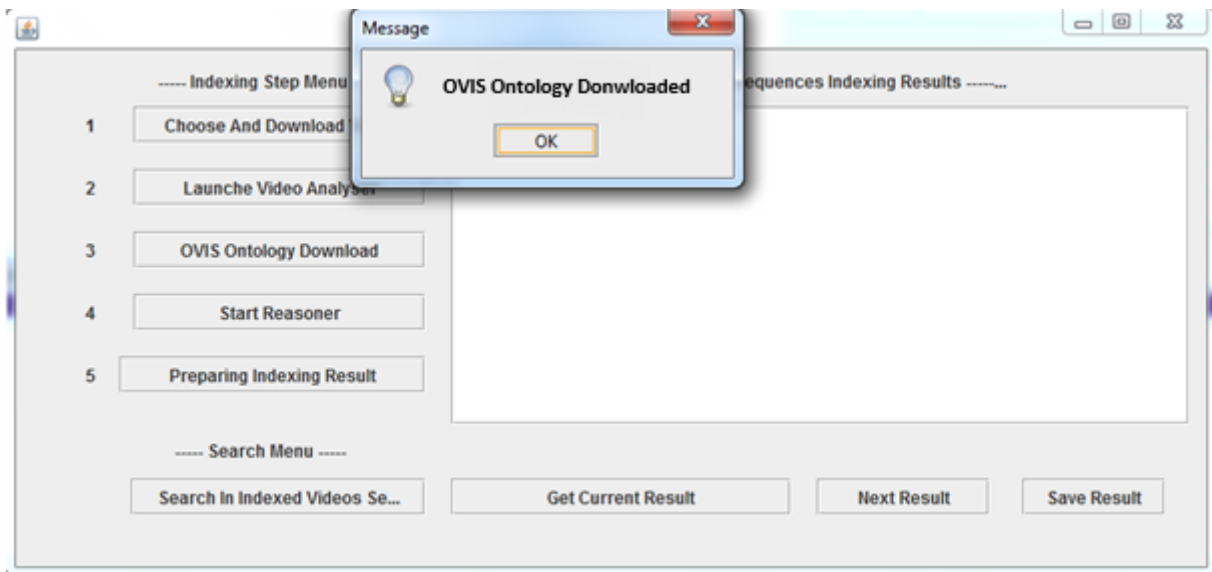 Message
OVIS Ontology Donwloaded
OK
----- Indexing Step Menu
equences Indexing Results -----...
1 Choose And Download
2 Launche Video Analyser
3 OVIS Ontology Download
4 Start Reasoner
5 Preparing Indexing Result
----- Search Menu -----
Search In Indexed Videos Se... Get Current Result Next Result Save Result